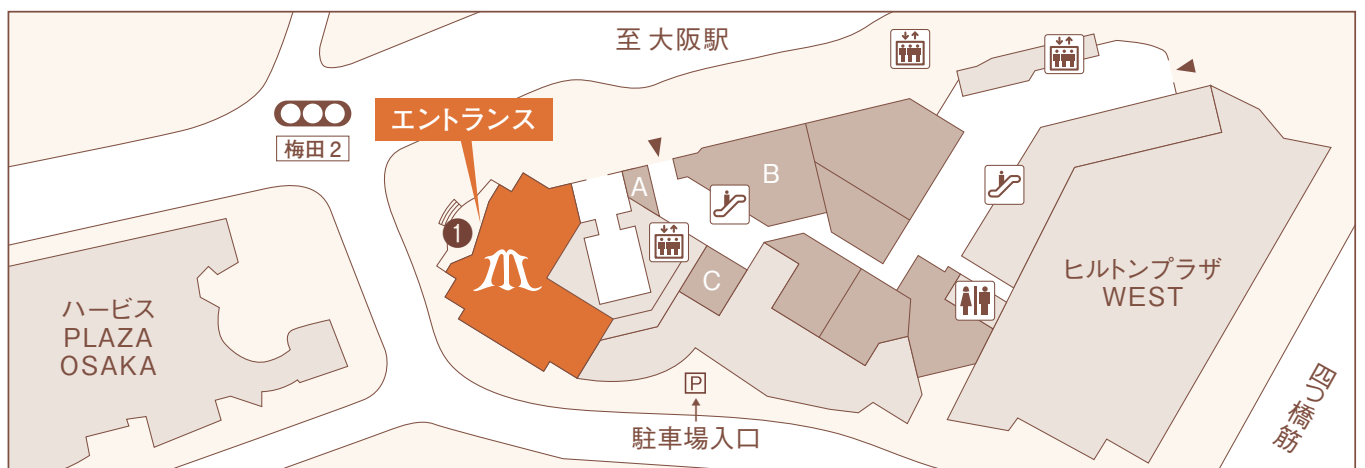 至 大阪駅
エントランス
梅田 2
A
B
1
M
C
ヒルトンプラザ
WEST
ハービス
PLAZA
OSAKA
P
駐車場入口
四つ橋筋